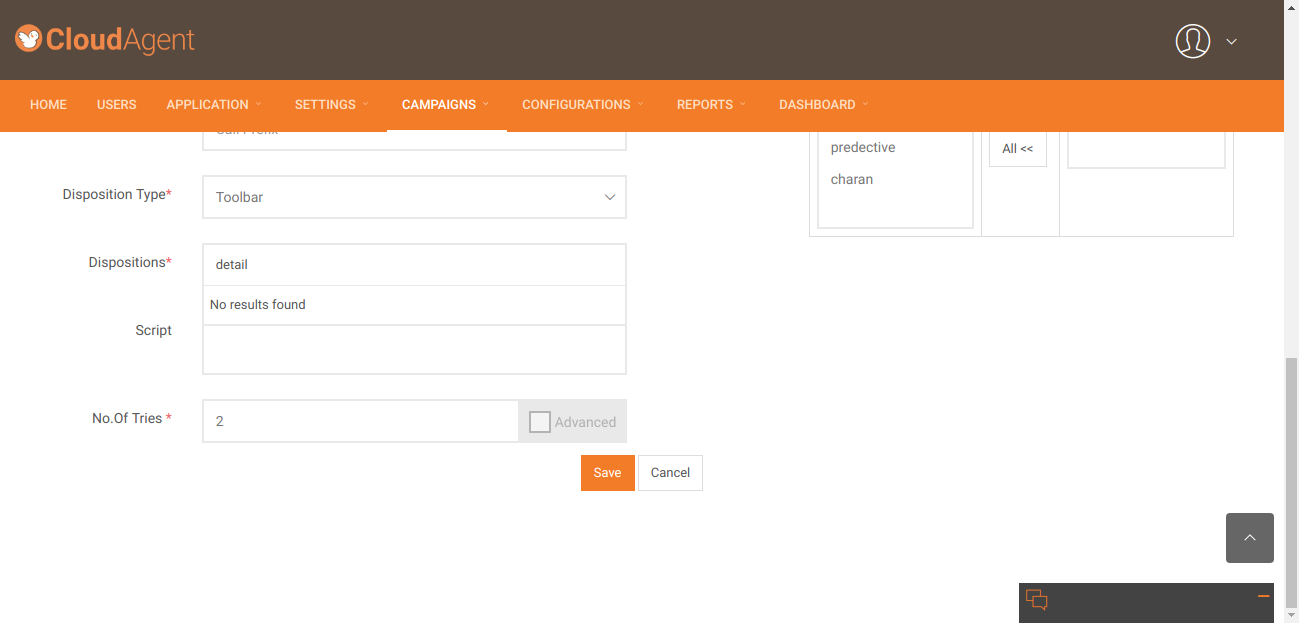 CloudAgent
HOME USERS APPLICATION SETTINGS CAMPAIGNS CONFIGURATIONS REPORTS DASHBOARD
predective
charan
All <<
Disposition Type*
Toolbar
Dispositions*
detail
No results found
Script
No.Of Tries *
2
Advanced
Save
Cancel